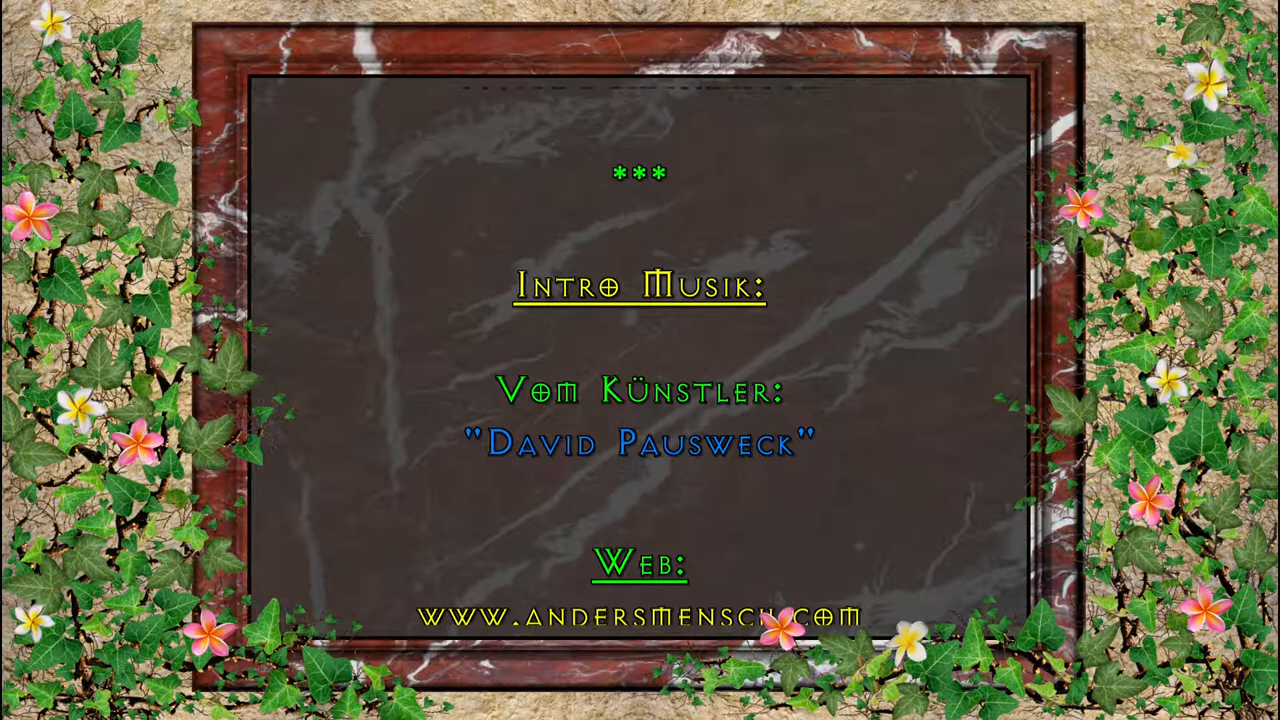 ***
Intro Musik:
Vom Künstler:
"David Pausweck"
Web:
www.andersmensch.com